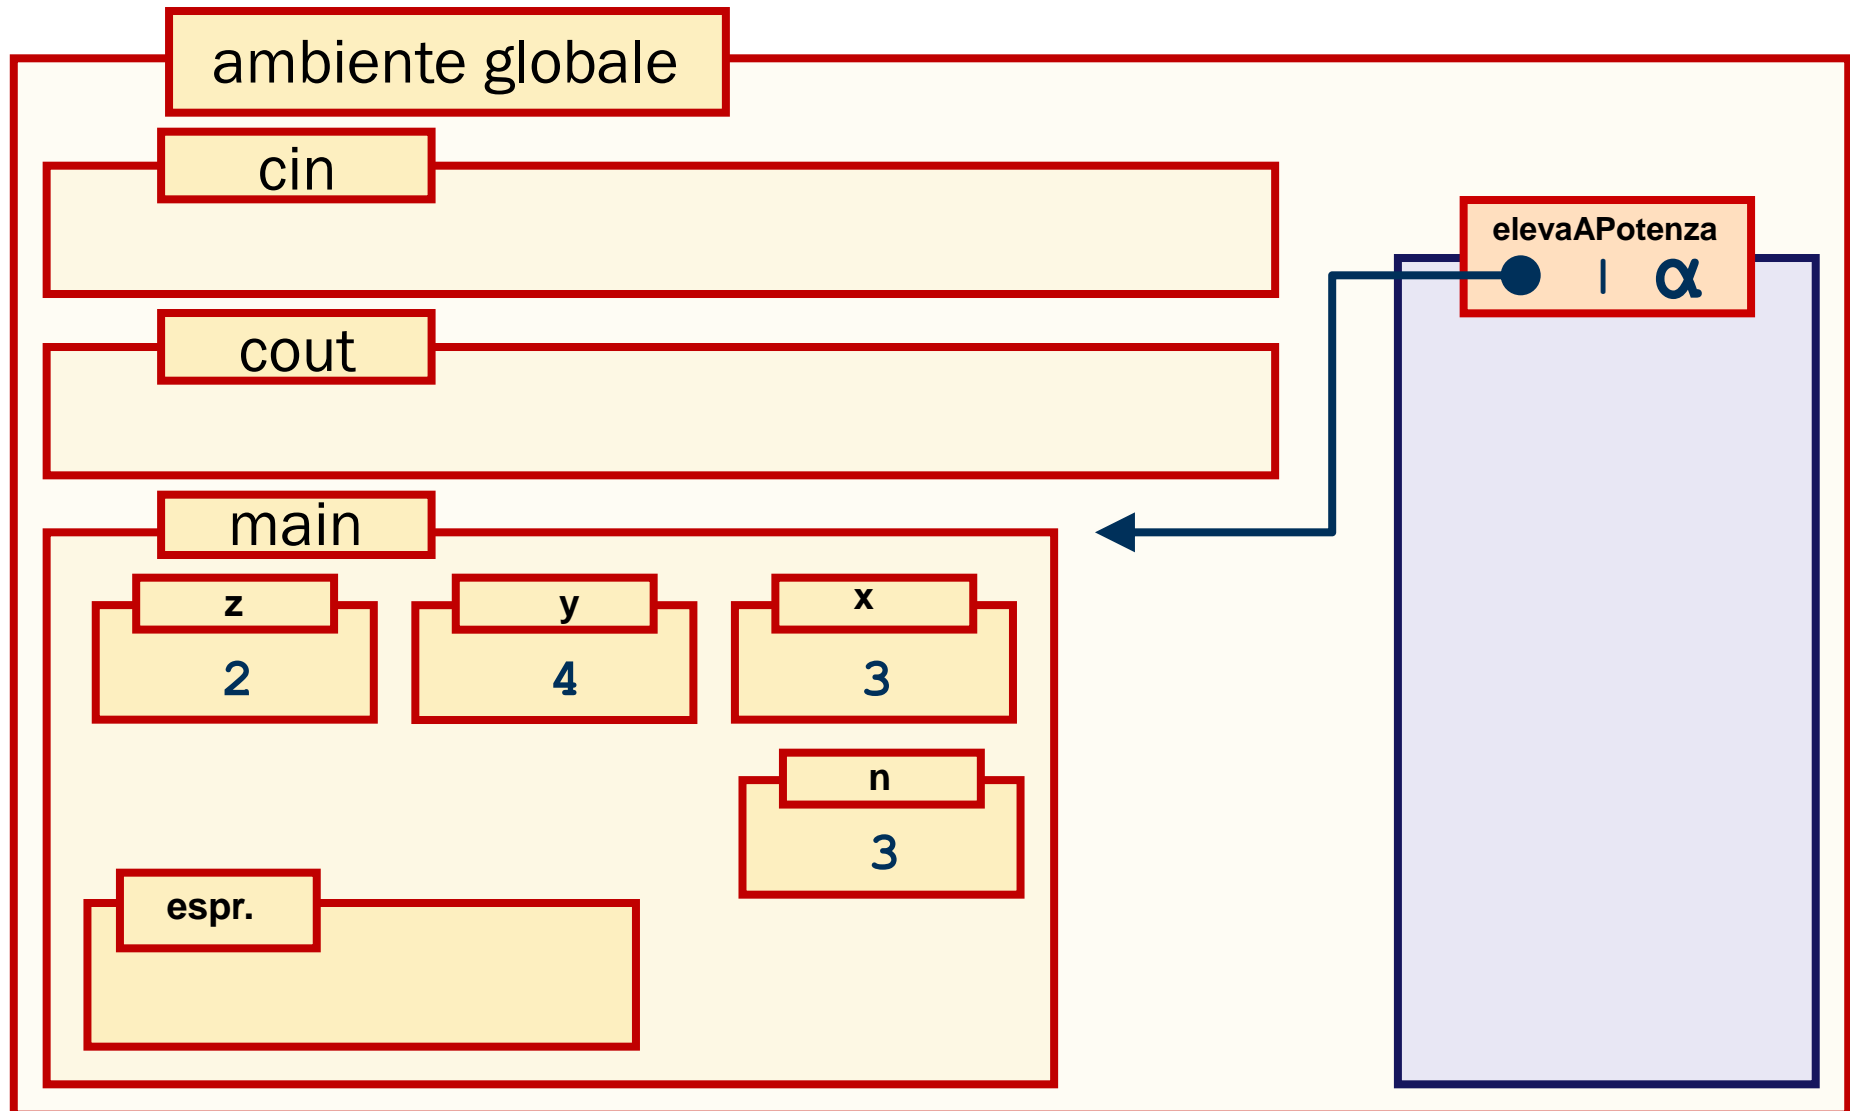 ambiente globale
cin
elevaAPotenza
| α
cout
main
z y x
2 4 3
n
3
espr.